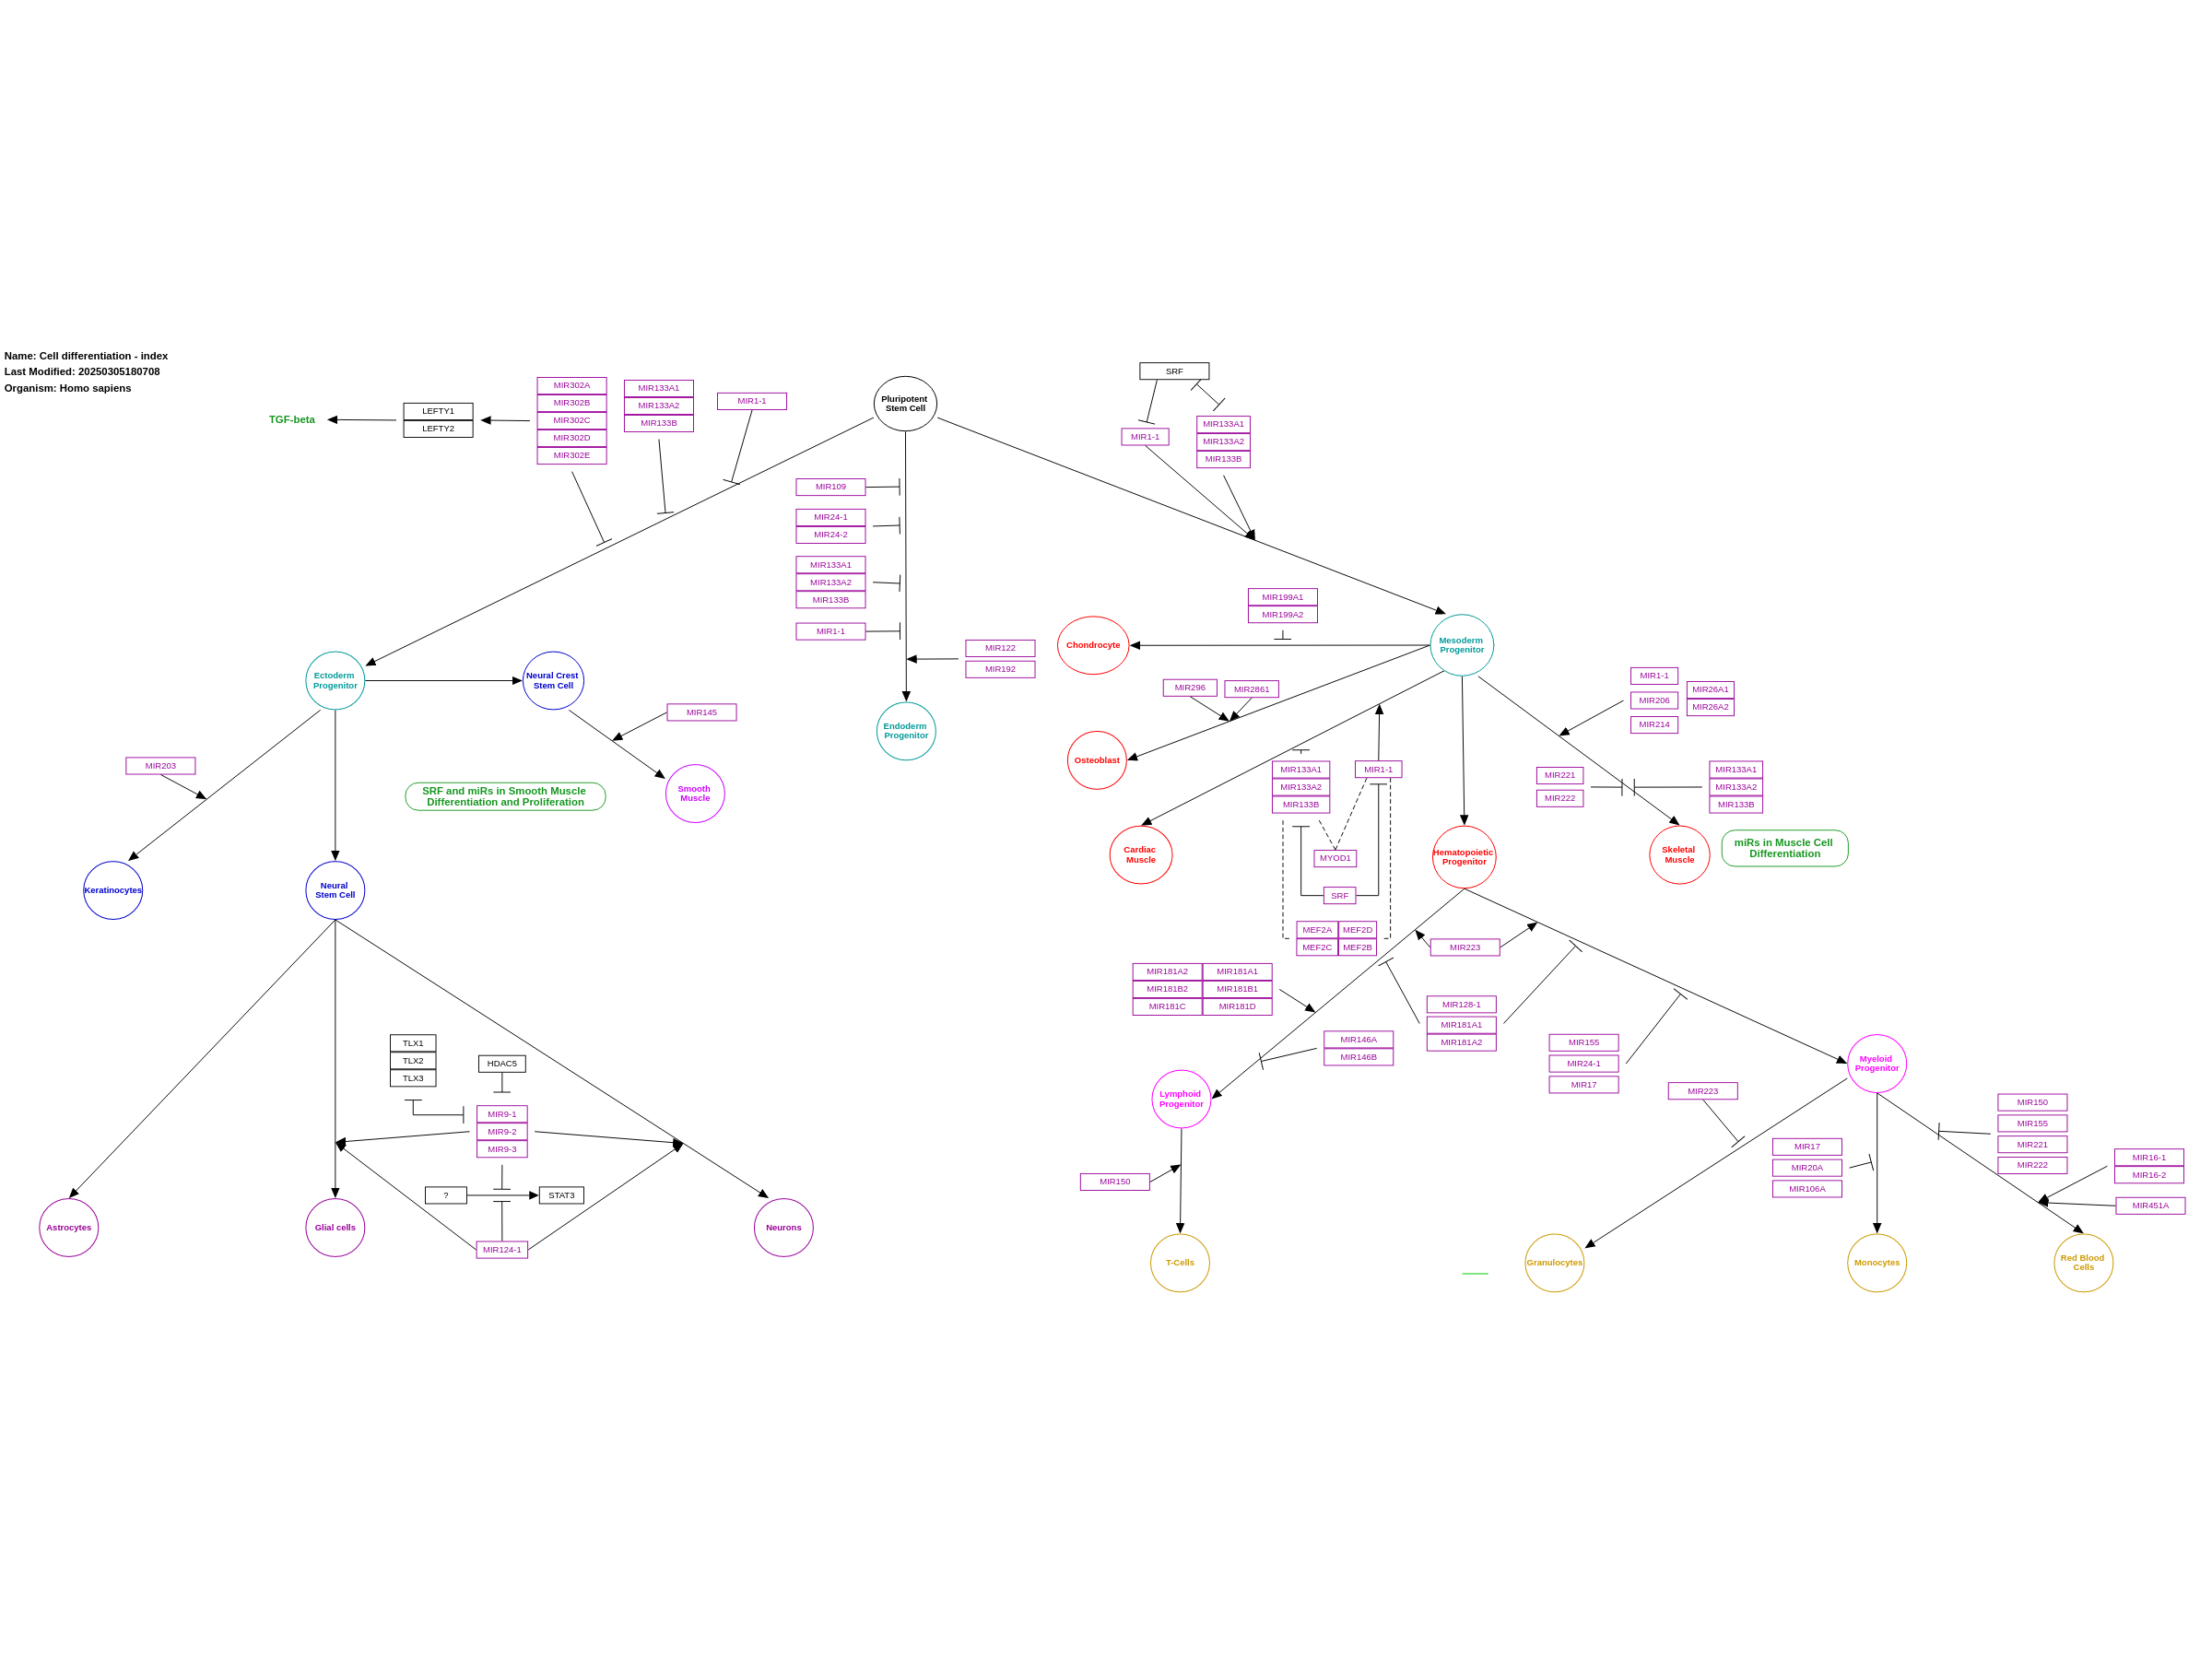 Name: Cell differentiation - index
Last Modified: 20250305180708
Organism: Homo sapiens
TGF-beta
LEFTY1
LEFTY2
MIR302A
MIR302B
MIR302C
MIR302D
MIR302E
MIR133A1
MIR133A2
MIR133B
MIR1-1
Pluripotent
Stem Cell
SRF
MIR1-1
MIR133A1
MIR133A2
MIR133B
MIR109
MIR24-1
MIR24-2
MIR133A1
MIR133A2
MIR133B
MIR1-1
MIR122
MIR192
Endoderm
Progenitor
Ectoderm
Progenitor
Neural Crest
Stem Cell
MIR145
Smooth
Muscle
MIR203
SRF and miRs in Smooth Muscle
Differentiation and Proliferation
Keratinocytes
Neural
Stem Cell
TLX1
TLX2
TLX3
HDAC5
MIR9-1
MIR9-2
MIR9-3
?
STAT3
MIR124-1
Astrocytes
Glial cells
Neurons
MIR199A1
MIR199A2
Chondrocyte
Mesoderm
Progenitor
MIR296
MIR2861
Osteoblast
MIR1-1
MIR206
MIR214
MIR26A1
MIR26A2
MIR133A1
MIR133A2
MIR133B
MIR1-1
MYOD1
SRF
MEF2A
MEF2D
MEF2C
MEF2B
Cardiac
Muscle
Hematopoietic
Progenitor
MIR221
MIR222
MIR133A1
MIR133A2
MIR133B
Skeletal
Muscle
miRs in Muscle Cell
Differentiation
MIR223
MIR181A2
MIR181A1
MIR181B2
MIR181B1
MIR181C
MIR181D
MIR128-1
MIR181A1
MIR181A2
MIR146A
MIR146B
MIR155
MIR24-1
MIR17
Lymphoid
Progenitor
Myeloid
Progenitor
MIR223
MIR150
MIR17
MIR20A
MIR106A
MIR150
MIR155
MIR221
MIR222
MIR16-1
MIR16-2
MIR451A
T-Cells
Granulocytes
Monocytes
Red Blood
Cells